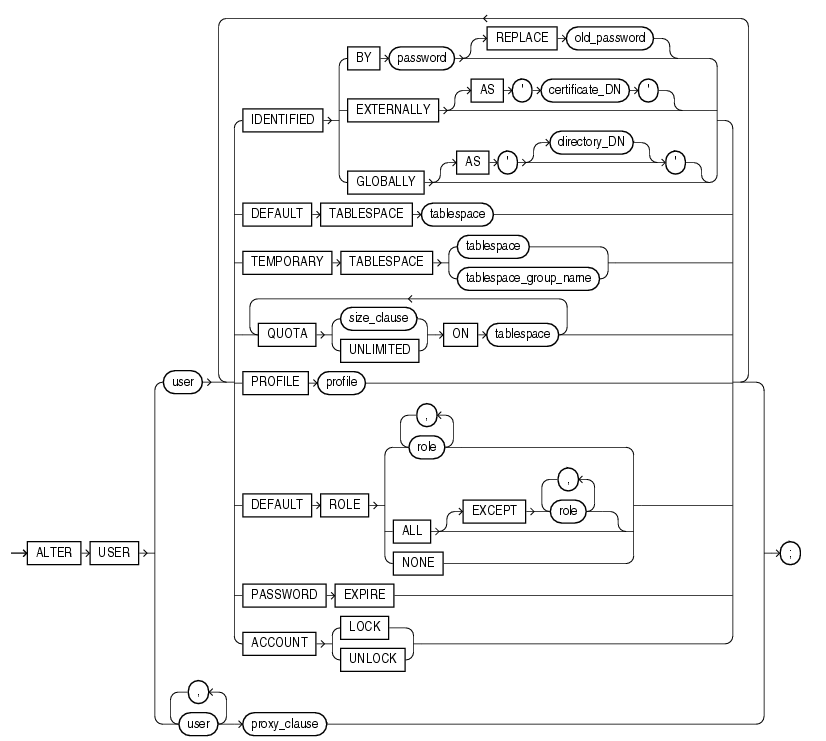 REPLACE old_password
BY password
AS ' certificate_DN '
EXTERNALLY
IDENTIFIED
directory_DN
AS ' '
GLOBALLY
DEFAULT TABLESPACE tablespace
tablespace
TEMPORARY TABLESPACE
tablespace_group_name
size_clause
QUOTA ON tablespace
UNLIMITED
user PROFILE profile
,
role
,
DEFAULT ROLE EXCEPT role
ALL
ALTER USER ;
NONE
PASSWORD EXPIRE
LOCK
ACCOUNT
UNLOCK
,
user proxy_clause